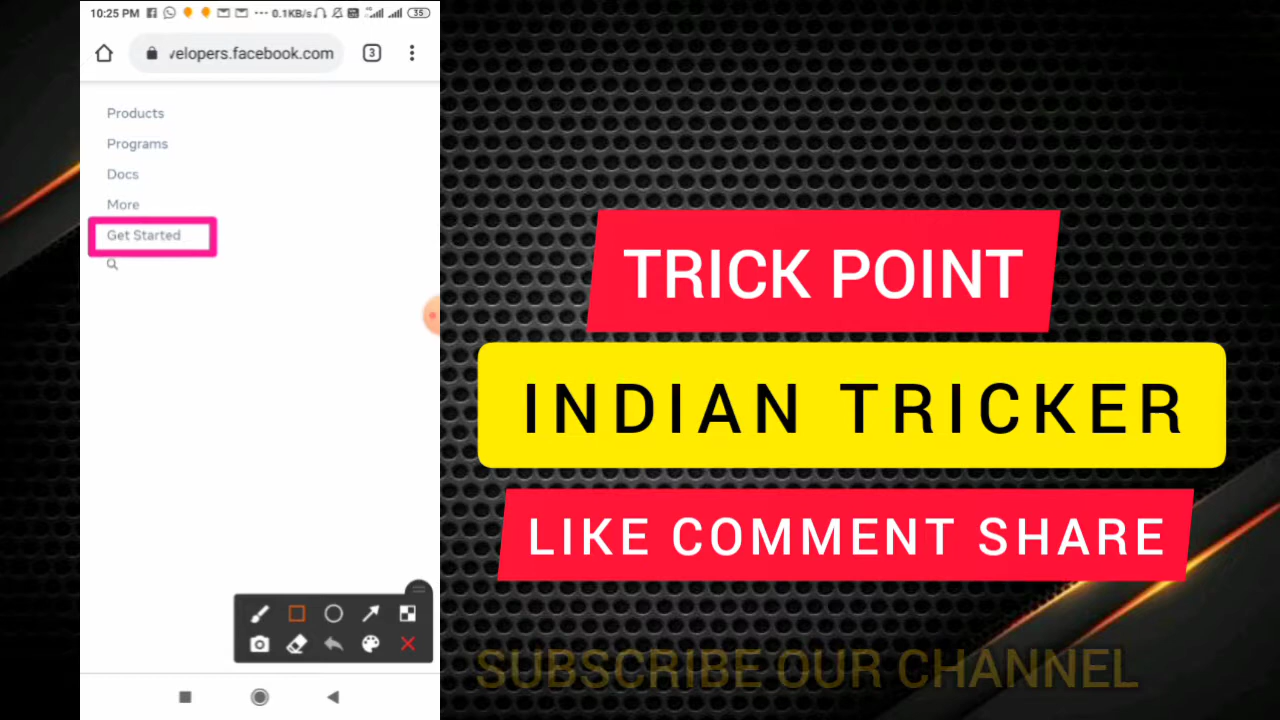 10:25 PM
0.1KB/s
4G
35
velopers.facebook.com
3
Products
Programs
Docs
More
Get Started
TRICK POINT
INDIAN TRICKER
LIKE COMMENT SHARE
SUBSCRIBE OUR CHANNEL